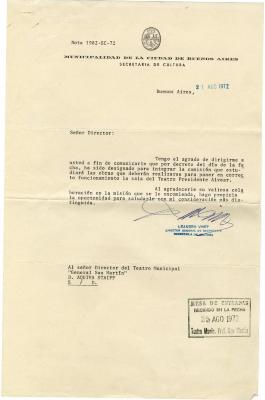 Nota 1982-SC-72
MUNICIPALIDAD DE LA CIUDAD DE BUENOS AIRES
SECRETARIA DE CULTURA
Buenos Aires, 21 AGO 1972
Señor Director:
Tengo el agrado de dirigirme a
usted a fin de comunicarle que por decreto del día de la fe
cha, ha sido designado para integrar la comisión que estu-
diará las obras que deberán realizarse para poner en correc
to funcionamiento la sala del Teatro Presidente Alvear.
Al agradecerle su valiosa cola
boración en la misión que se le encomienda, hago propicia
la oportunidad para saludarle con mi consideración más dis
tinguida.
LEANDRO VIVET
Al señor Director del Teatro Municipal
"General San Martín"
D. KIVE STAIFF
S / D.
MESA DE ENTRADAS
RECIBIDO EN LA FECHA
25 AGO 1972
Teatro Munic. Gral. San Martín